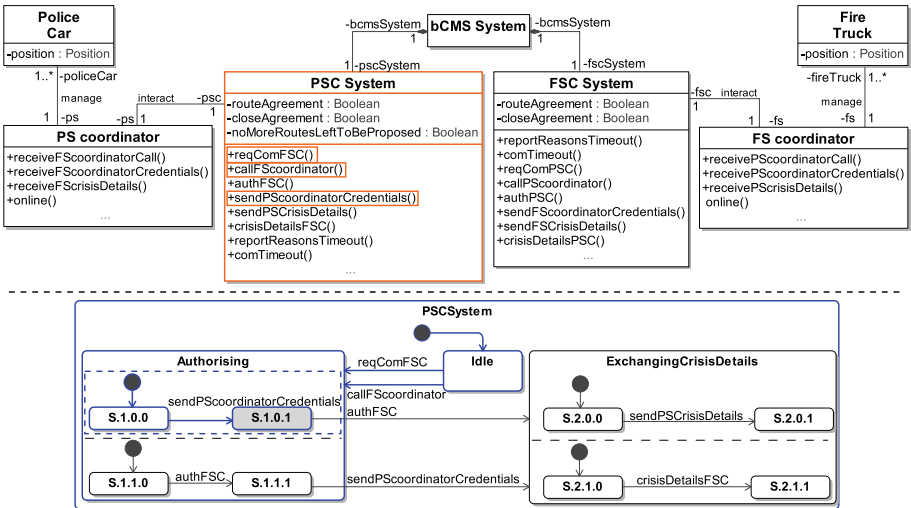 Police
Car
-position : Position
1..*
-policeCar
manage
1
-ps
interact
-psc
-ps
1
1
PS coordinator
+receiveFScoordinatorCall()
+receiveFScoordinatorCredentials()
+receiveFScrisisDetails()
+online()
...
-bcmsSystem
1
bCMS System
-bcmsSystem
1
1
-pscSystem
1
-fscSystem
PSC System
-routeAgreement : Boolean
-closeAgreement : Boolean
-noMoreRoutesLeftToBeProposed : Boolean
+reqComFSC()
+callFScoordinator()
+authFSC()
+sendPScoordinatorCredentials()
+sendPSCrisisDetails()
+crisisDetailsFSC()
+reportReasonsTimeout()
+comTimeout()
...
FSC System
-routeAgreement : Boolean
-closeAgreement : Boolean
+reportReasonsTimeout()
+comTimeout()
+reqComPSC()
+callPScoordinator()
+authPSC()
+sendFScoordinatorCredentials()
+sendFSCrisisDetails()
+crisisDetailsPSC()
...
Fire
Truck
-position : Position
-fireTruck
1..*
manage
-fs
1
-fsc
interact
1
1
-fs
FS coordinator
+receivePScoordinatorCall()
+receivePScoordinatorCredentials()
+receivePScrisisDetails()
online()
...
PSCSystem
Authorising
reqComFSC
Idle
ExchangingCrisisDetails
callFScoordinator
sendPScoordinatorCredentials
S.1.0.0
S.1.0.1
authFSC
S.2.0.0
sendPSCrisisDetails
S.2.0.1
S.1.1.0
authFSC
S.1.1.1
sendPScoordinatorCredentials
S.2.1.0
crisisDetailsFSC
S.2.1.1